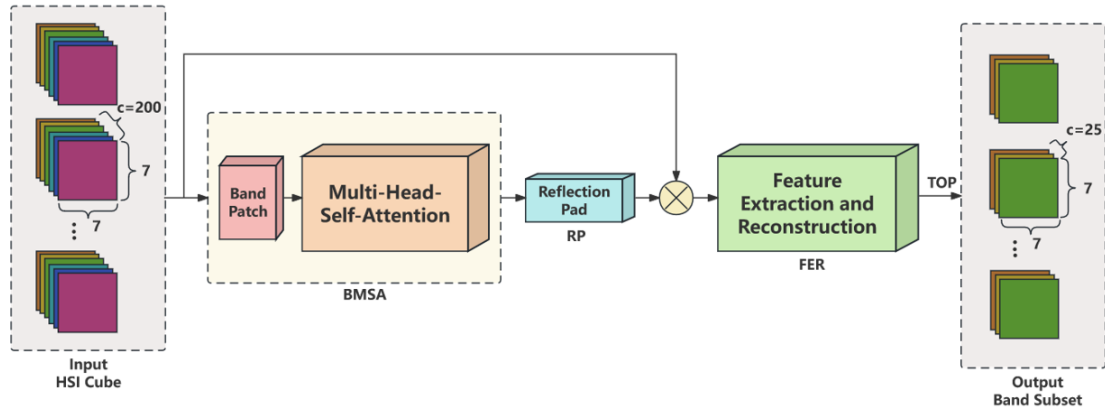 c=200
7
7
⋮
Input
HSI Cube
Band
Patch
Multi-Head-
Self-Attention
BMSA
Reflection
Pad
RP
Feature
Extraction and
Reconstruction
FER
TOP
c=25
7
7
⋮
Output
Band Subset